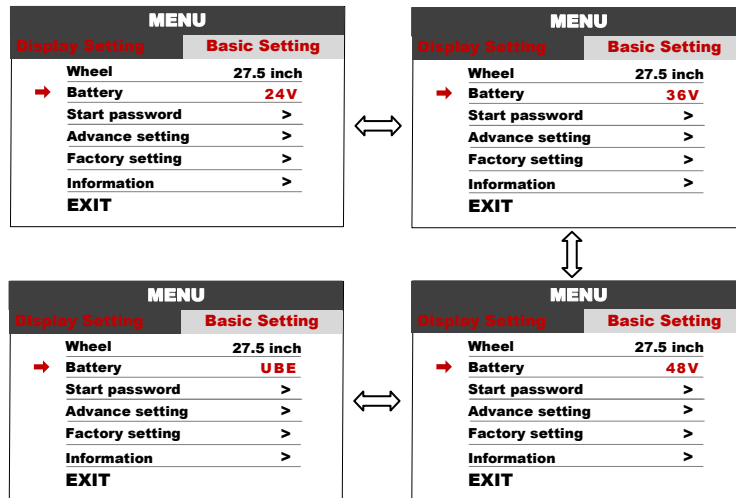 MENU
Display Setting Basic Setting
Wheel 27.5 inch
Battery 24V
Start password >
Advance setting >
Factory setting >
Information >
EXIT
MENU
Display Setting Basic Setting
Wheel 27.5 inch
Battery 36V
Start password >
Advance setting >
Factory setting >
Information >
EXIT
MENU
Display Setting Basic Setting
Wheel 27.5 inch
Battery UBE
Start password >
Advance setting >
Factory setting >
Information >
EXIT
MENU
Display Setting Basic Setting
Wheel 27.5 inch
Battery 48V
Start password >
Advance setting >
Factory setting >
Information >
EXIT